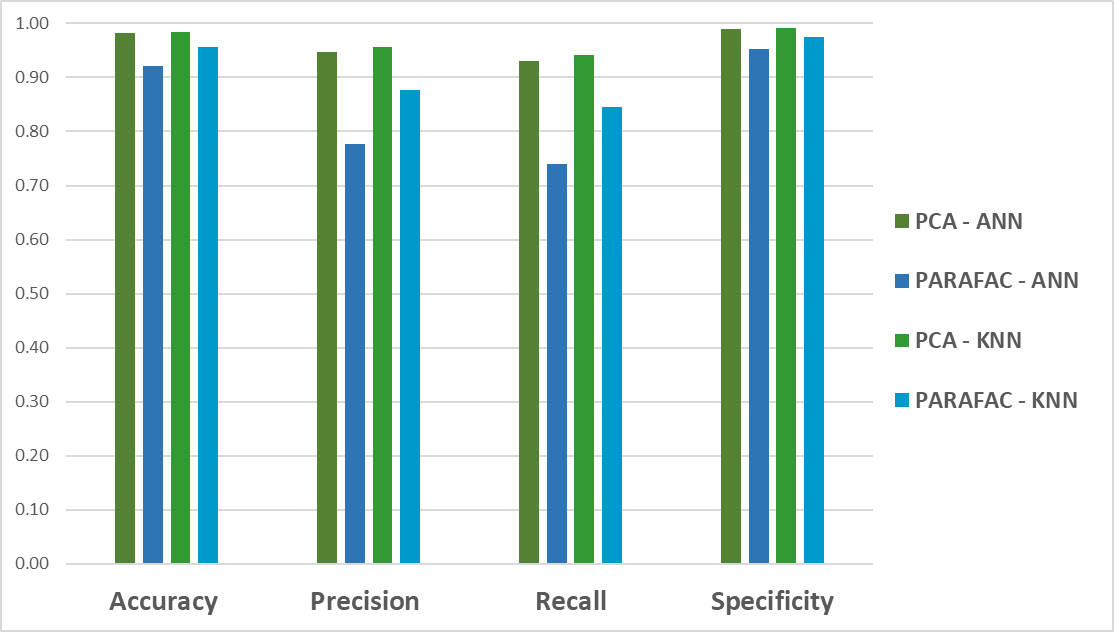 1.00
0.90
0.80
0.70
0.60
0.50
0.40
0.30
0.20
0.10
0.00
Accuracy
Precision
Recall
Specificity
PCA - ANN
PARAFAC - ANN
PCA - KNN
PARAFAC - KNN